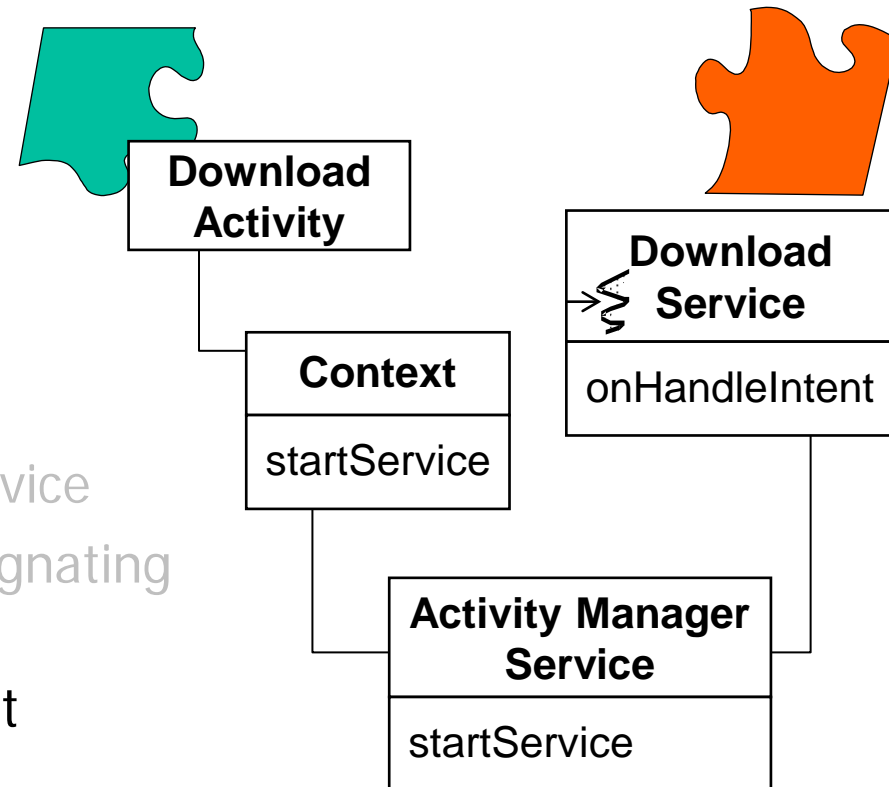 Download
Activity
Download
Service
onHandleIntent
Context
startService
Activity Manager
Service
startService